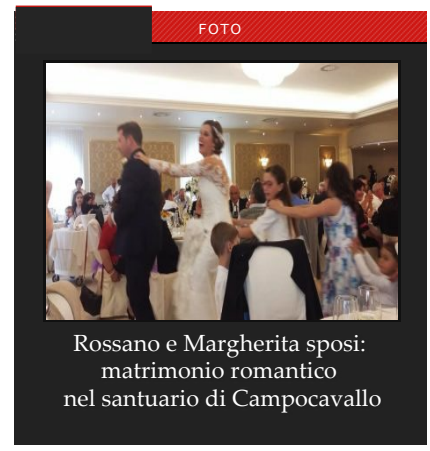 FOTO
Rossano e Margherita sposi:
matrimonio romantico
nel santuario di Campocavallo